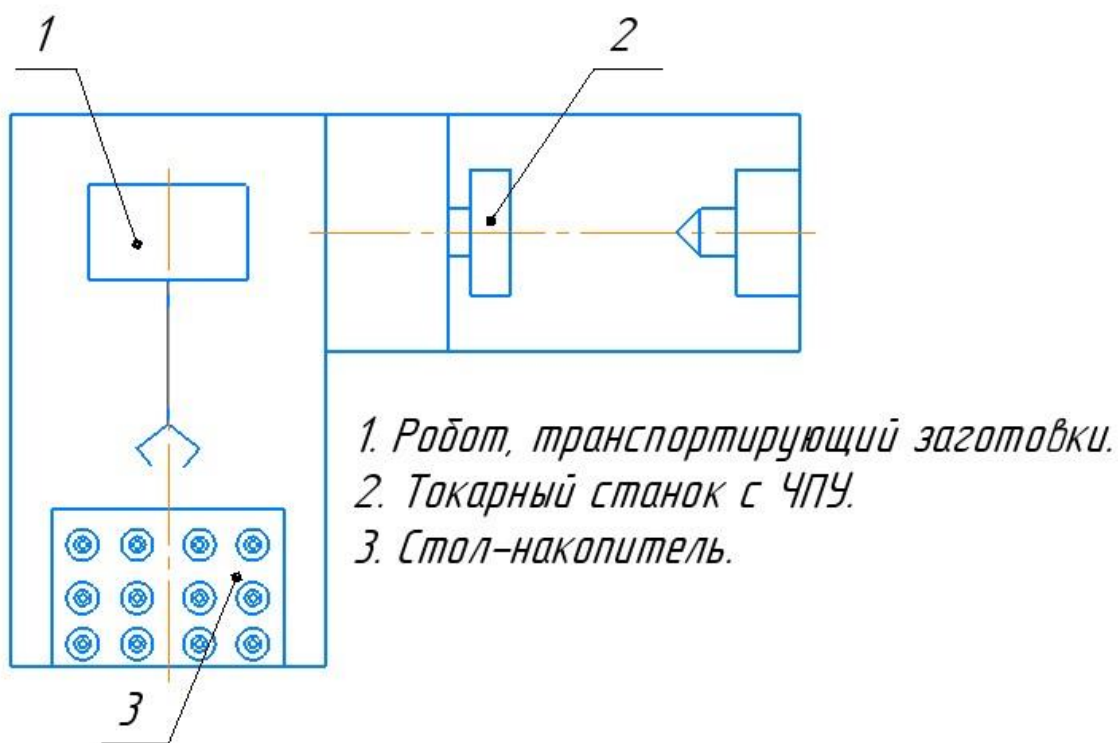 1
2
1. Робот, транспортирующий заготовки.
2. Токарный станок с ЧПУ.
3. Стол-накопитель.
3